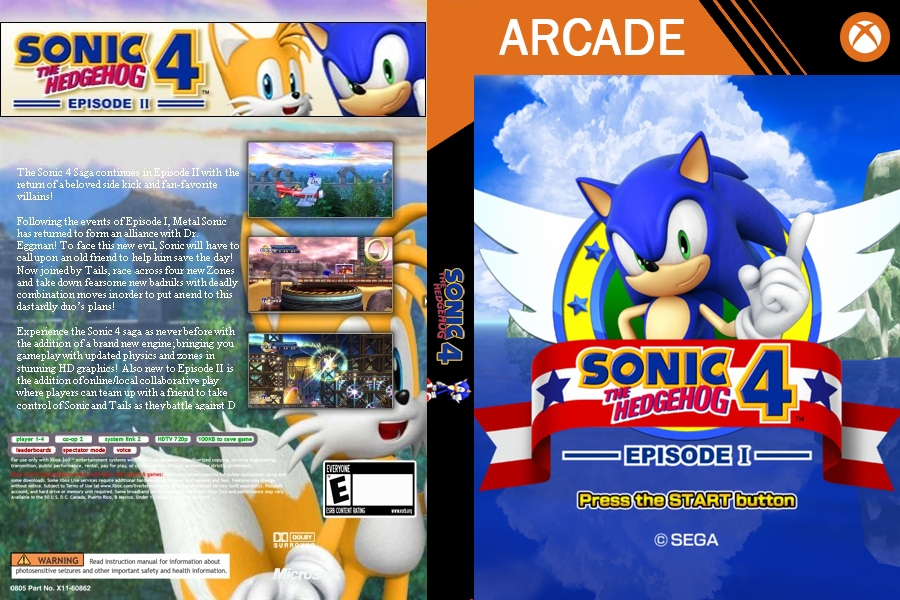 SONIC
THE
HEDGEHOG
4
TM
EPISODE II
The Sonic 4 Saga continues in Episode II with the
return of a beloved side kick and fan-favorite
villains!
Following the events of Episode I, Metal Sonic
has returned to form an alliance with Dr.
Eggman! To face this new evil, Sonic will have to
call upon an old friend to help him save the day!
Now joined by Tails, race across four new Zones
and take down fearsome new badniks with deadly
combination moves inorder to put anend to this
dastardly duo's plans!
Experience the Sonic 4 saga as never before with
the addition of a brand new engine;bringing you
gameplay with updated physics and zones in
stunning HD graphics! Also new to Episode II is
the addition of online/local collaborative play
where players can team up with a friend to take
control of Sonic and Tails as they battle against D
player 1-4 co-op 2 system link 2 HDTV 720p 100KB to save game
leaderboards spectator mode voice
EVERYONE
E
ESRB CONTENT RATING www.esrb.org
DOLBY
SURROUND
WARNING Read instruction manual for information about
photosensitive seizures and other important safety and health information.
0805 Part No. X11-60862
Micros
SONIC
THE
HEDGEHOG
4
ARCADE
SONIC
THE
HEDGEHOG
4
TM
EPISODE I
Press the START button
© SEGA